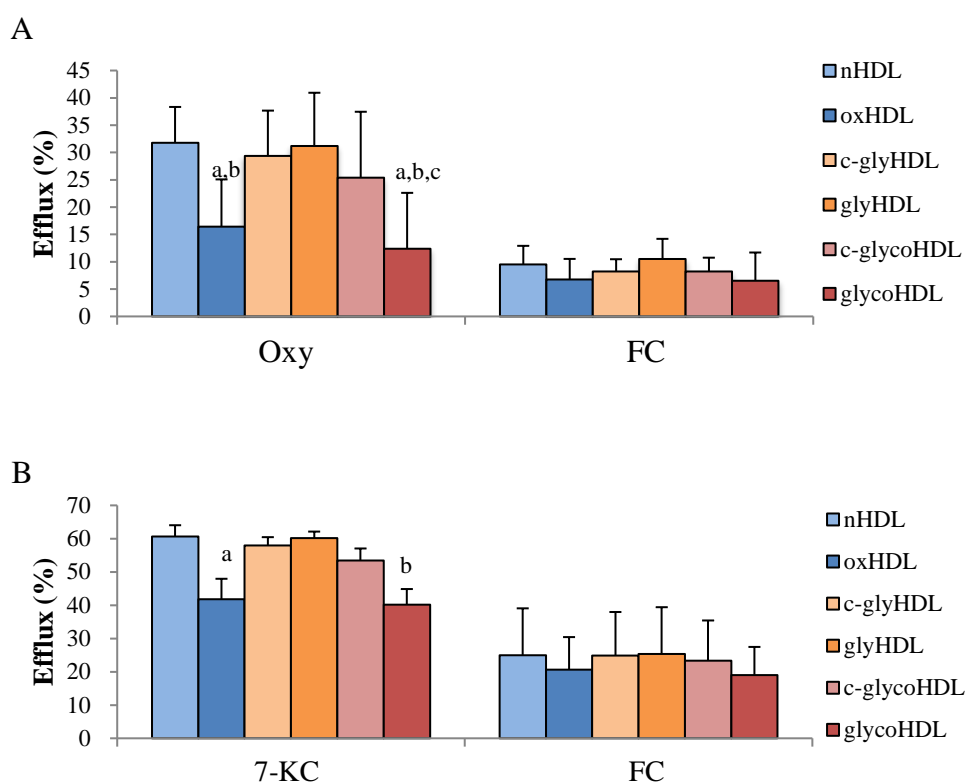 A
45
40
35
30
25
20
15
10
5
0
Efflux (%)
a,b
a,b,c
Oxy
FC
nHDL
oxHDL
c-glyHDL
glyHDL
c-glycoHDL
glycoHDL
B
70
60
50
40
30
20
10
0
Efflux (%)
a
b
7-KC
FC
nHDL
oxHDL
c-glyHDL
glyHDL
c-glycoHDL
glycoHDL